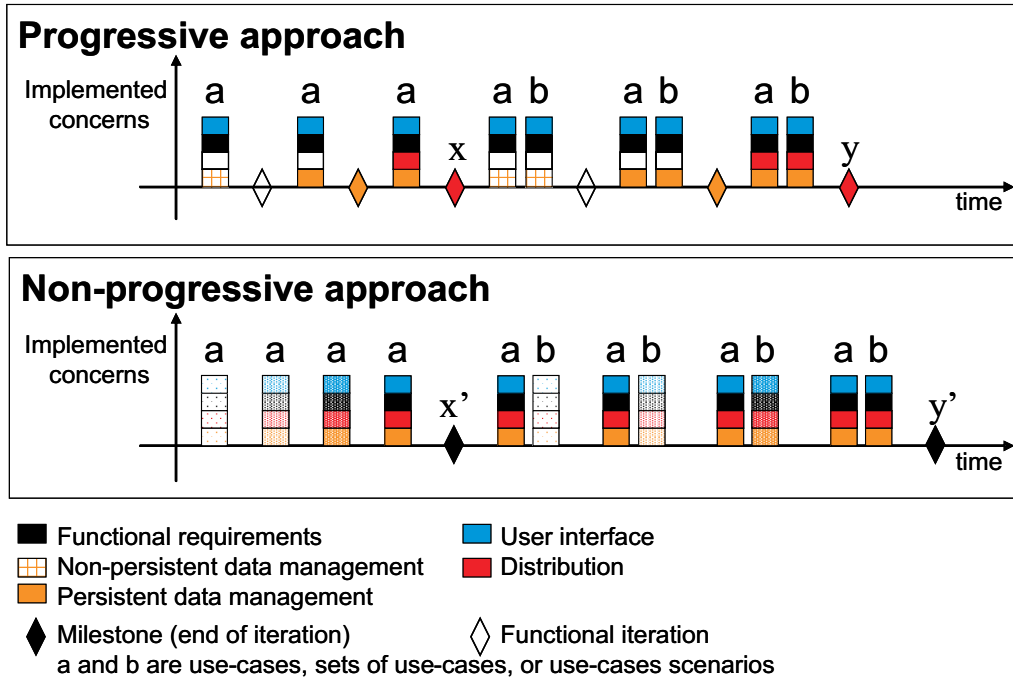 Progressive approach
Implemented
concerns
a a a x a b a b a b y
time
Non-progressive approach
Implemented
concerns
a a a a x’ a b a b a b a b y’
time
Functional requirements
User interface
Non-persistent data management
Distribution
Persistent data management
Milestone (end of iteration)
Functional iteration
a and b are use-cases, sets of use-cases, or use-cases scenarios